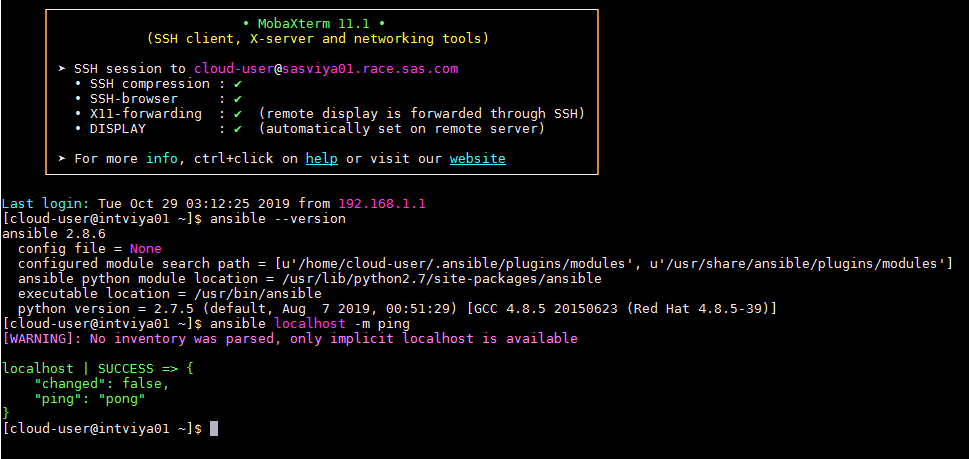 • MobaXterm 11.1 •
(SSH client, X-server and networking tools)
➤ SSH session to cloud-user@sasviya01.race.sas.com
• SSH compression : ✔
• SSH-browser     : ✔
• X11-forwarding  : ✔  (remote display is forwarded through SSH)
• DISPLAY         : ✔  (automatically set on remote server)
➤ For more info, ctrl+click on help or visit our website
Last login: Tue Oct 29 03:12:25 2019 from 192.168.1.1
[cloud-user@intviya01 ~]$ ansible --version
ansible 2.8.6
  config file = None
  configured module search path = [u'/home/cloud-user/.ansible/plugins/modules', u'/usr/share/ansible/plugins/modules']
  ansible python module location = /usr/lib/python2.7/site-packages/ansible
  executable location = /usr/bin/ansible
  python version = 2.7.5 (default, Aug  7 2019, 00:51:29) [GCC 4.8.5 20150623 (Red Hat 4.8.5-39)]
[cloud-user@intviya01 ~]$ ansible localhost -m ping
[WARNING]: No inventory was parsed, only implicit localhost is available
localhost | SUCCESS => {
    "changed": false,
    "ping": "pong"
}
[cloud-user@intviya01 ~]$